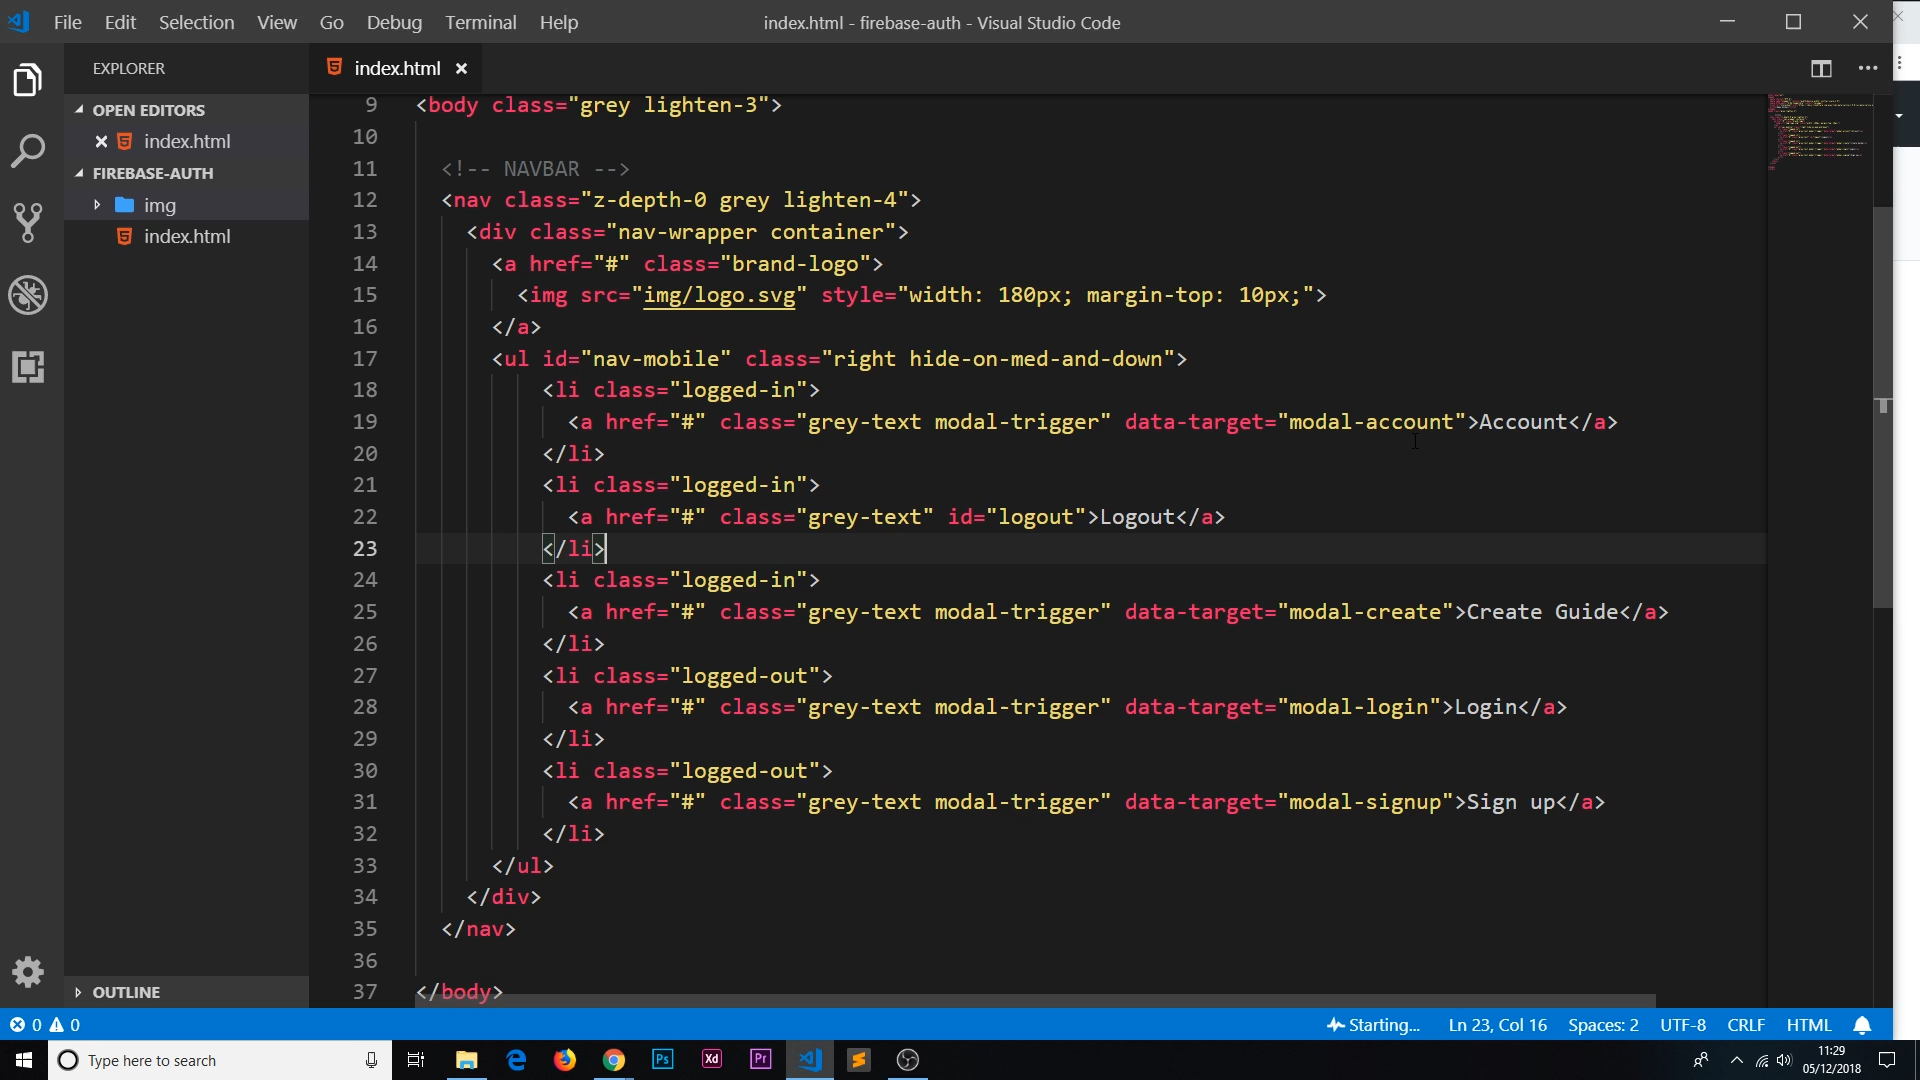 File Edit Selection View Go Debug Terminal Help
index.html - firebase-auth - Visual Studio Code
EXPLORER
OPEN EDITORS
index.html
FIREBASE-AUTH
img
index.html
OUTLINE
index.html
9 <body class="grey lighten-3">
10
11 <!-- NAVBAR -->
12 <nav class="z-depth-0 grey lighten-4">
13 <div class="nav-wrapper container">
14 <a href="#" class="brand-logo">
15 <img src="img/logo.svg" style="width: 180px; margin-top: 10px;">
16 </a>
17 <ul id="nav-mobile" class="right hide-on-med-and-down">
18 <li class="logged-in">
19 <a href="#" class="grey-text modal-trigger" data-target="modal-account">Account</a>
20 </li>
21 <li class="logged-in">
22 <a href="#" class="grey-text" id="logout">Logout</a>
23 </li>
24 <li class="logged-in">
25 <a href="#" class="grey-text modal-trigger" data-target="modal-create">Create Guide</a>
26 </li>
27 <li class="logged-out">
28 <a href="#" class="grey-text modal-trigger" data-target="modal-login">Login</a>
29 </li>
30 <li class="logged-out">
31 <a href="#" class="grey-text modal-trigger" data-target="modal-signup">Sign up</a>
32 </li>
33 </ul>
34 </div>
35 </nav>
36
37 </body>
0 0
Starting... Ln 23, Col 16 Spaces: 2 UTF-8 CRLF HTML
Type here to search
Ps Xd Pr
11:29
05/12/2018